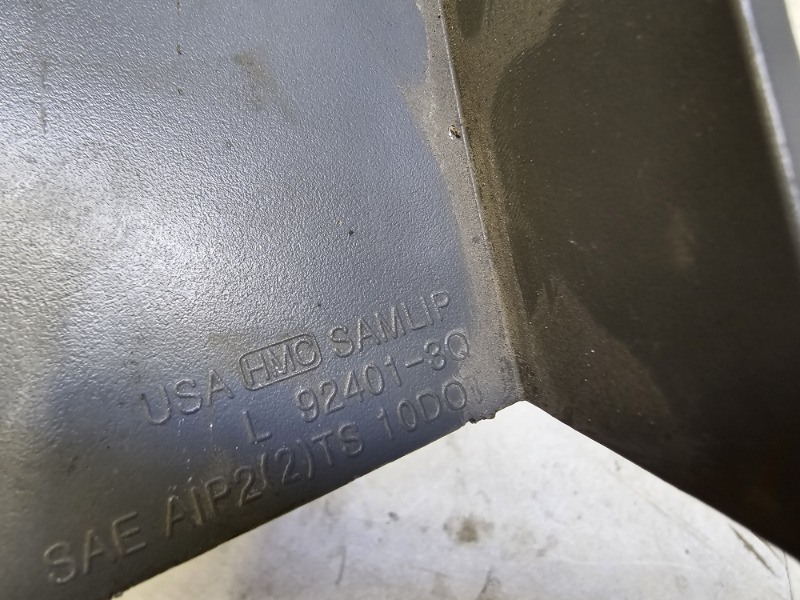 USA HMC SAMLIP
L 92401-3Q
SAE AIP2(2)TS 10DOT